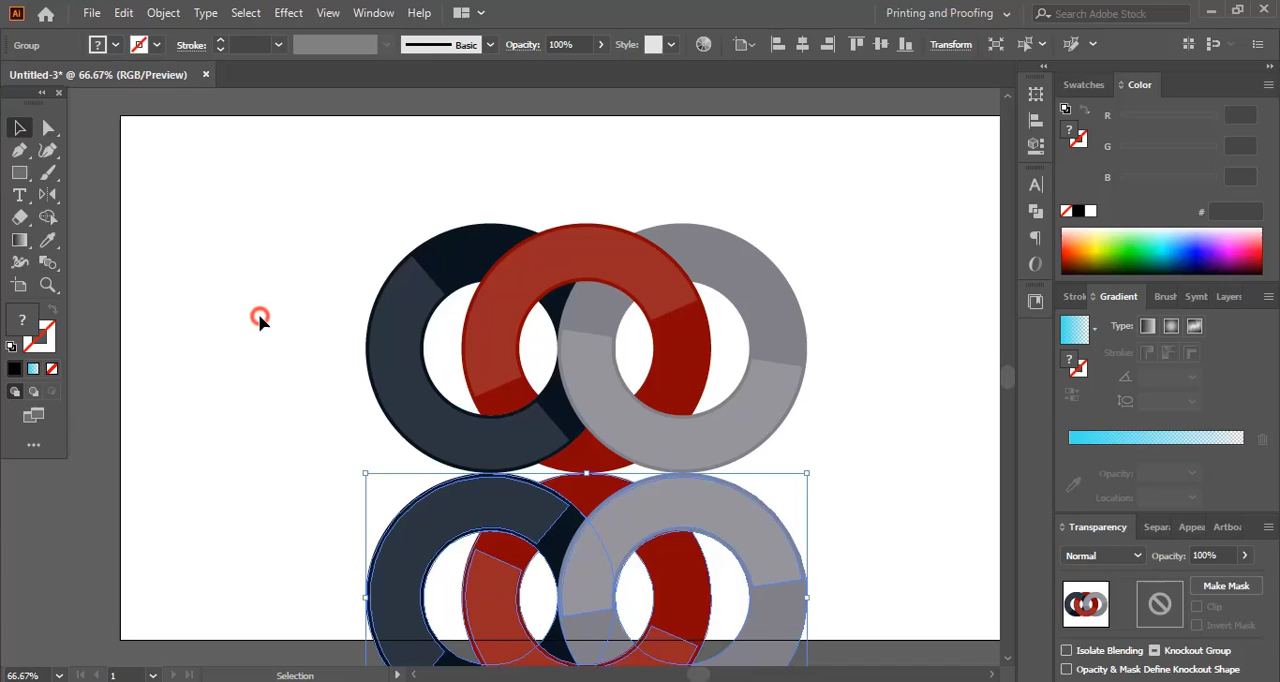 Ai File Edit Object Type Select Effect View Window Help Printing and Proofing Search Adobe Stock
Group ? Stroke: Basic Opacity: 100% Style: Transform
Untitled-3* @ 66.67% (RGB/Preview) ×
Swatches Color
R
? G
B
#
Stroke Gradient Brush Symb Layers
Type:
Stroke:
?
Opacity:
Location:
Transparency Separ Appea Artboa
Normal Opacity: 100%
Make Mask
Clip
Invert Mask
Isolate Blending Knockout Group
Opacity & Mask Define Knockout Shape
66.67% 1 Selection